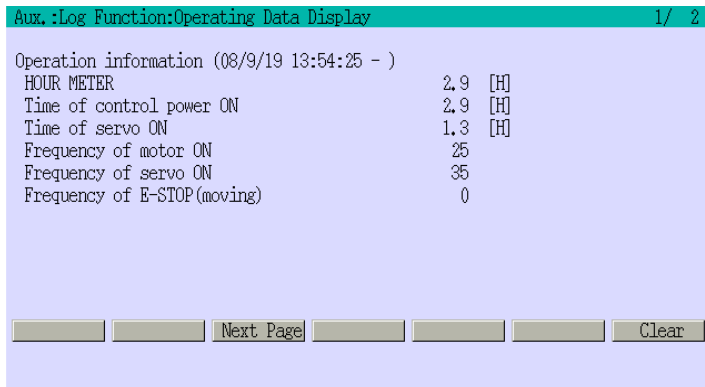 Aux.:Log Function:Operating Data Display 1/ 2
Operation information (08/9/19 13:54:25 - )
HOUR METER 2.9 [H]
Time of control power ON 2.9 [H]
Time of servo ON 1.3 [H]
Frequency of motor ON 25
Frequency of servo ON 35
Frequency of E-STOP(moving) 0
Next Page Clear